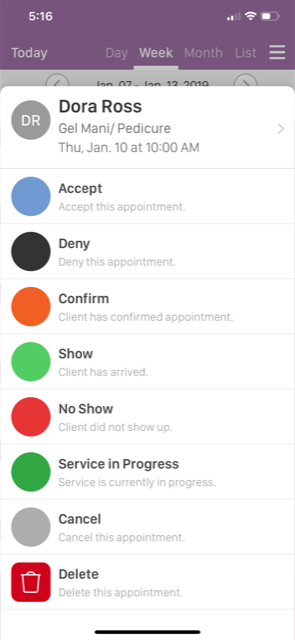 5:16
Today Day Week Month List
Jan. 07 - Jan. 13, 2019
DR
Dora Ross
Gel Mani/ Pedicure
Thu, Jan. 10 at 10:00 AM
Accept
Accept this appointment.
Deny
Deny this appointment.
Confirm
Client has confirmed appointment.
Show
Client has arrived.
No Show
Client did not show up.
Service in Progress
Service is currently in progress.
Cancel
Cancel this appointment.
Delete
Delete this appointment.